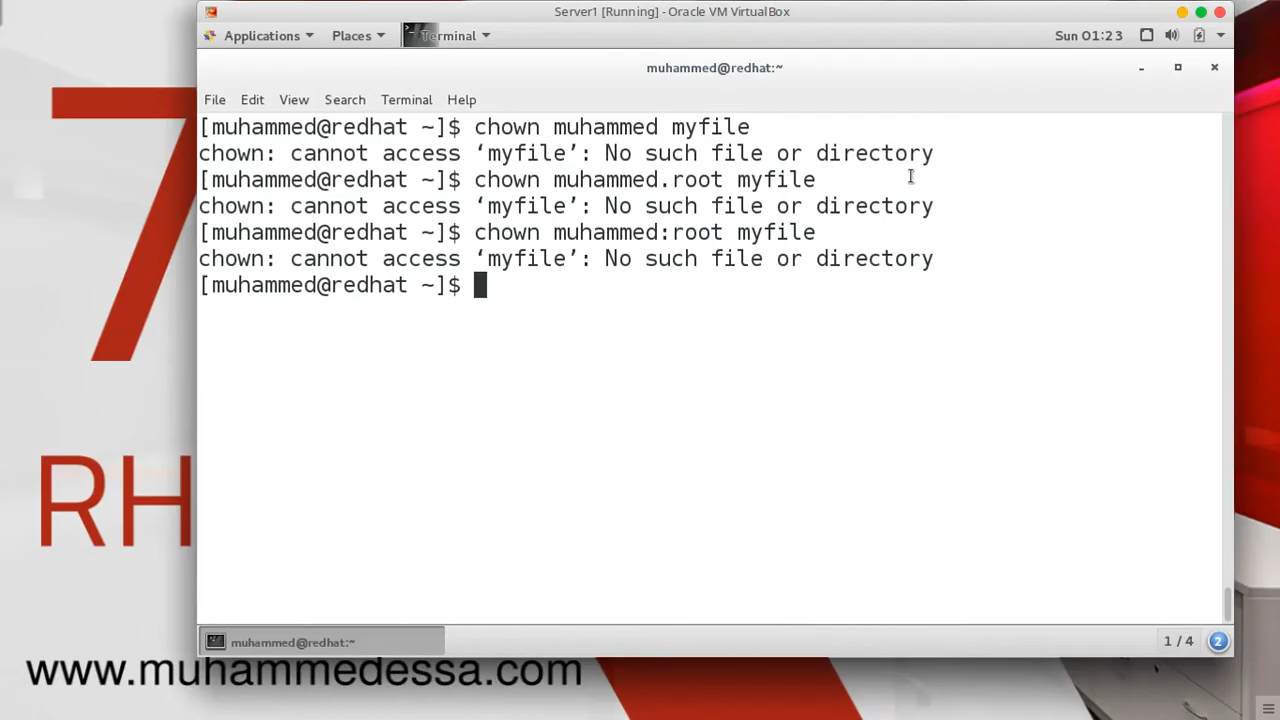 Server1 [Running] - Oracle VM VirtualBox
Applications Places Terminal Sun 01:23
muhammed@redhat:~
File Edit View Search Terminal Help
[muhammed@redhat ~]$ chown muhammed myfile
chown: cannot access ‘myfile’: No such file or directory
[muhammed@redhat ~]$ chown muhammed.root myfile
chown: cannot access ‘myfile’: No such file or directory
[muhammed@redhat ~]$ chown muhammed:root myfile
chown: cannot access ‘myfile’: No such file or directory
[muhammed@redhat ~]$
muhammed@redhat:~ 1 / 4 2
7
RH
www.muhammedessa.com